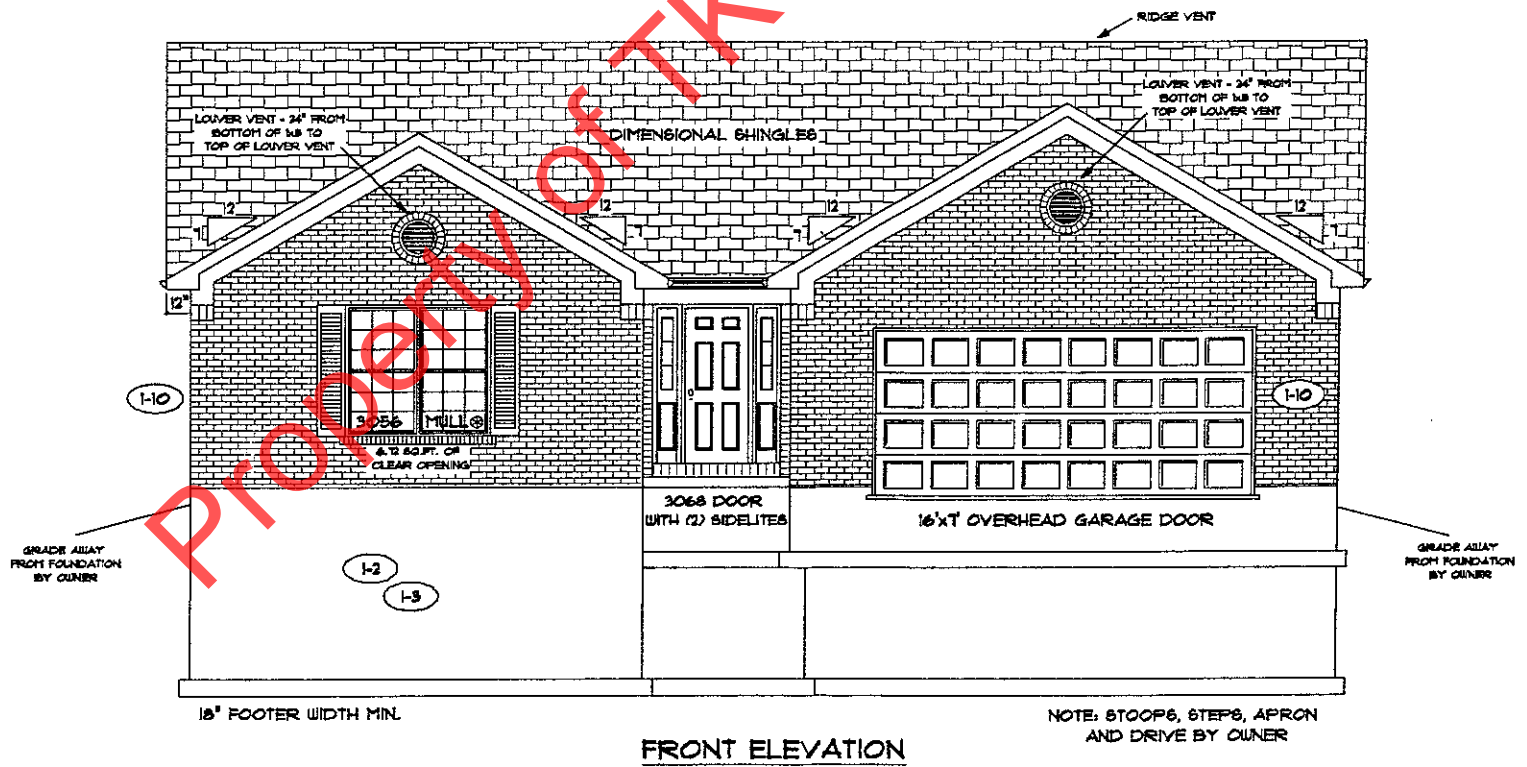 RIDGE VENT
LOUVER VENT - 24" FROM
BOTTOM OF 1x8 TO
TOP OF LOUVER VENT
DIMENSIONAL SHINGLES
LOUVER VENT - 24" FROM
BOTTOM OF 1x8 TO
TOP OF LOUVER VENT
12
7
12
7
12
7
12
7
12"
1-10
1-10
3056 MULL
SQ.FT. OF
CLEAR OPENING
3068 DOOR
WITH (2) SIDELITES
16'x7' OVERHEAD GARAGE DOOR
GRADE AWAY
FROM FOUNDATION
BY OWNER
GRADE AWAY
FROM FOUNDATION
BY OWNER
1-2
1-3
18" FOOTER WIDTH MIN.
NOTE: STOOPS, STEPS, APRON
AND DRIVE BY OWNER
FRONT ELEVATION
Property of TK